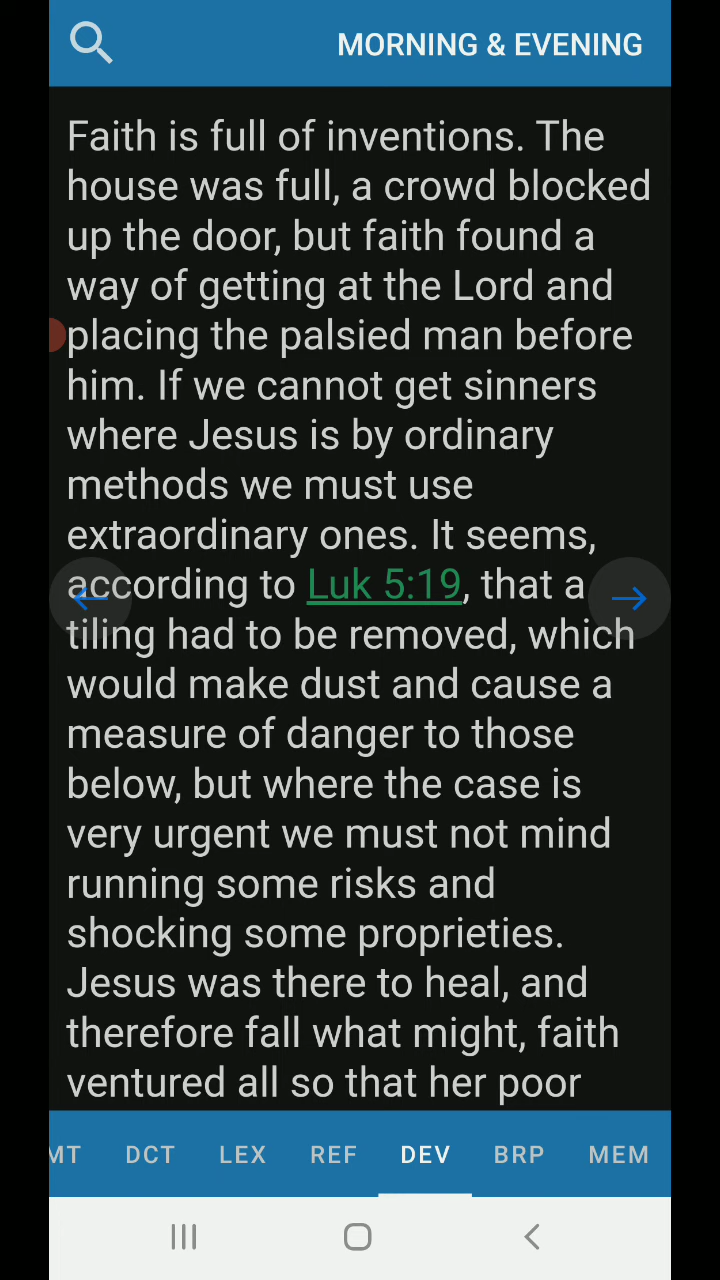 MORNING & EVENING
Faith is full of inventions. The
house was full, a crowd blocked
up the door, but faith found a
way of getting at the Lord and
placing the palsied man before
him. If we cannot get sinners
where Jesus is by ordinary
methods we must use
extraordinary ones. It seems,
according to Luk 5:19, that a
tiling had to be removed, which
would make dust and cause a
measure of danger to those
below, but where the case is
very urgent we must not mind
running some risks and
shocking some proprieties.
Jesus was there to heal, and
therefore fall what might, faith
ventured all so that her poor
MT DCT LEX REF DEV BRP MEM